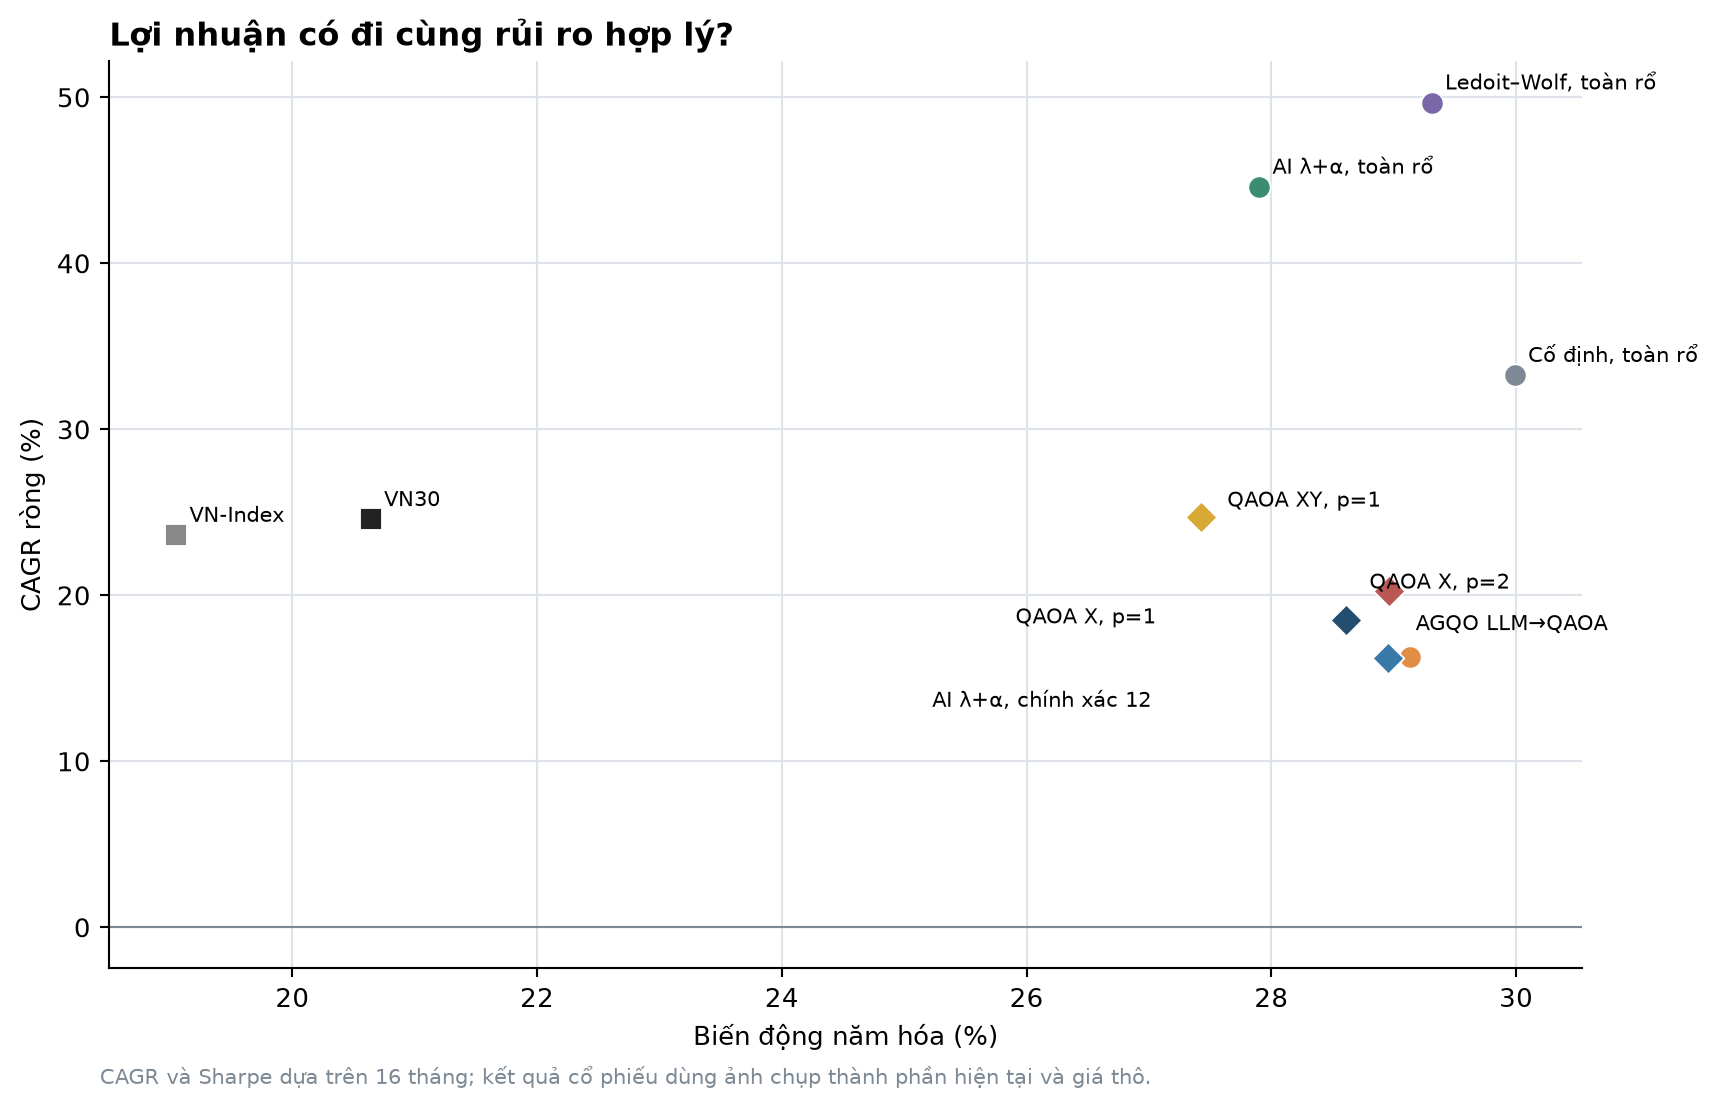 Lợi nhuận có đi cùng rủi ro hợp lý?
50
Ledoit–Wolf, toàn rổ
AI λ+α, toàn rổ
40
Cố định, toàn rổ
30
CAGR ròng (%)
VN-Index
VN30
QAOA XY, p=1
20
QAOA X, p=2
QAOA X, p=1
AGQO LLM→QAOA
AI λ+α, chính xác 12
10
0
20 22 24 26 28 30
Biến động năm hóa (%)
CAGR và Sharpe dựa trên 16 tháng; kết quả cổ phiếu dùng ảnh chụp thành phần hiện tại và giá thô.